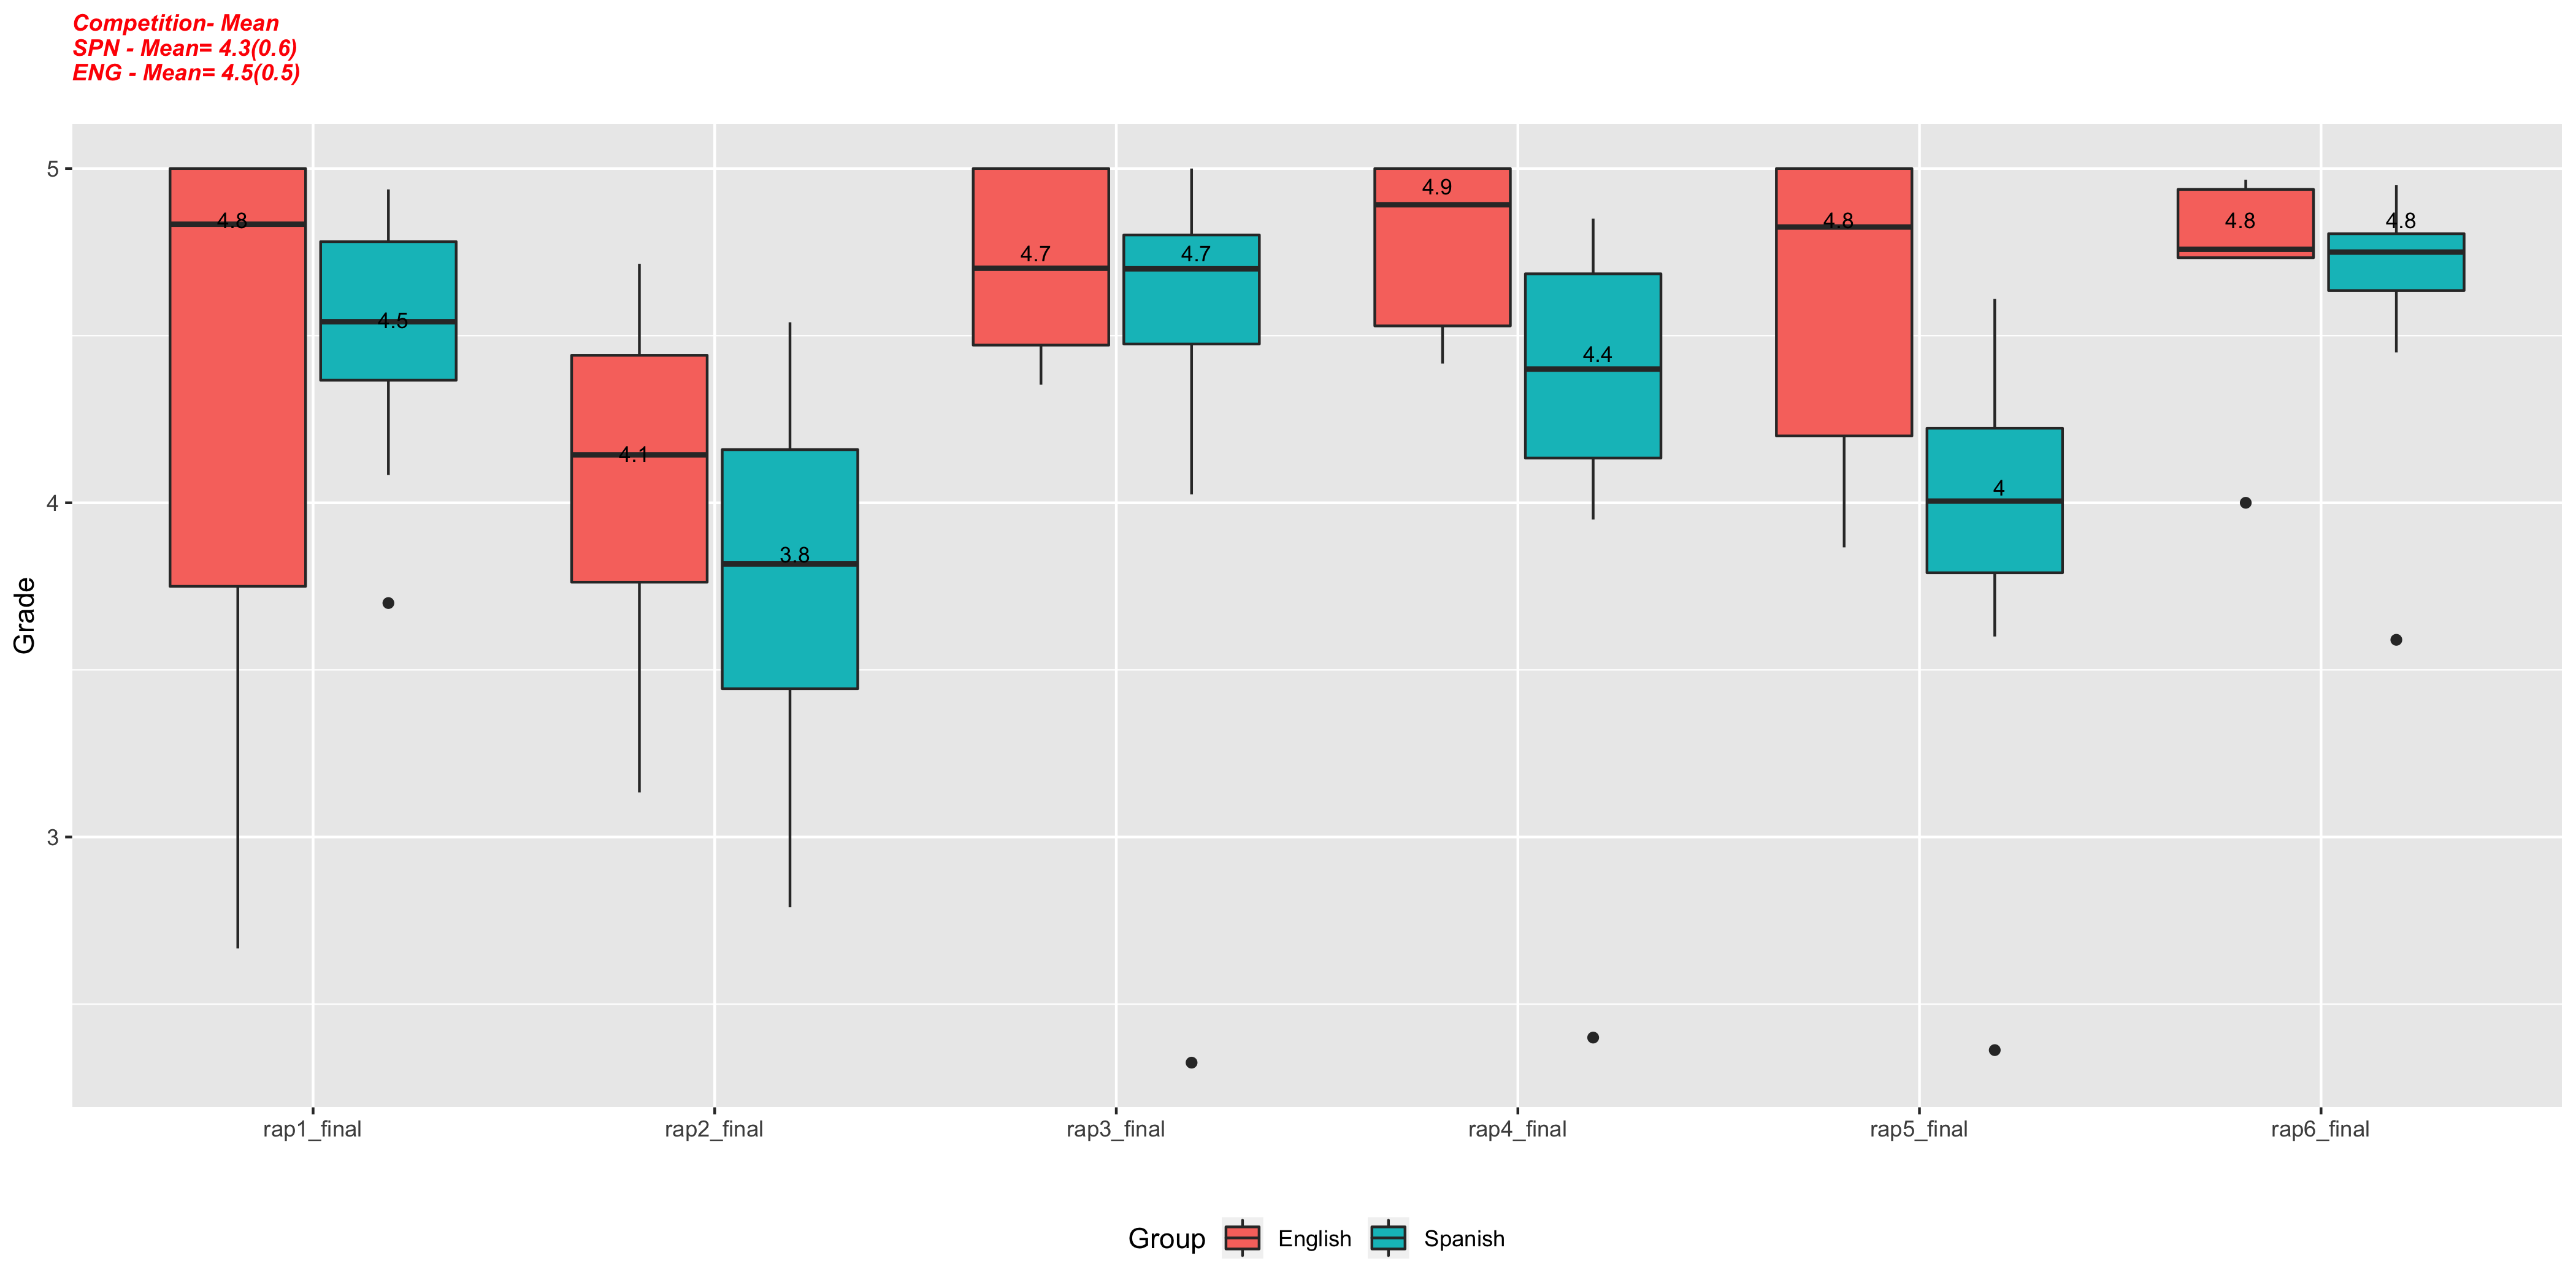 Competition- Mean
SPN - Mean= 4.3(0.6)
ENG - Mean= 4.5(0.5)
Grade
5
4
3
4.8
4.5
4.1
3.8
4.7
4.7
4.9
4.4
4.8
4
4.8
4.8
rap1_final
rap2_final
rap3_final
rap4_final
rap5_final
rap6_final
Group English Spanish